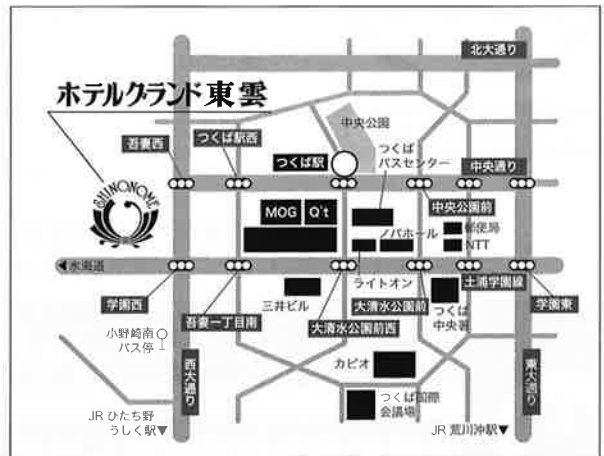 北大通り
ホテルグランド東雲
中央公園
つくば
バスセンター
吾妻西
つくば駅西
つくば駅
中央通り
SHINONOME
MOG
Q't
中央公園前
郵便局
ノバホール
NTT
◀水海道
ライトオン
土浦学園線
学園西
三井ビル
大清水公園前
学園東
吾妻一丁目南
大清水公園前西
つくば
中央署
小野崎南
バス停
カピオ
西大通り
東大通り
つくば国際
会議場
JR ひたち野
うしく駅▼
JR 荒川沖駅▼